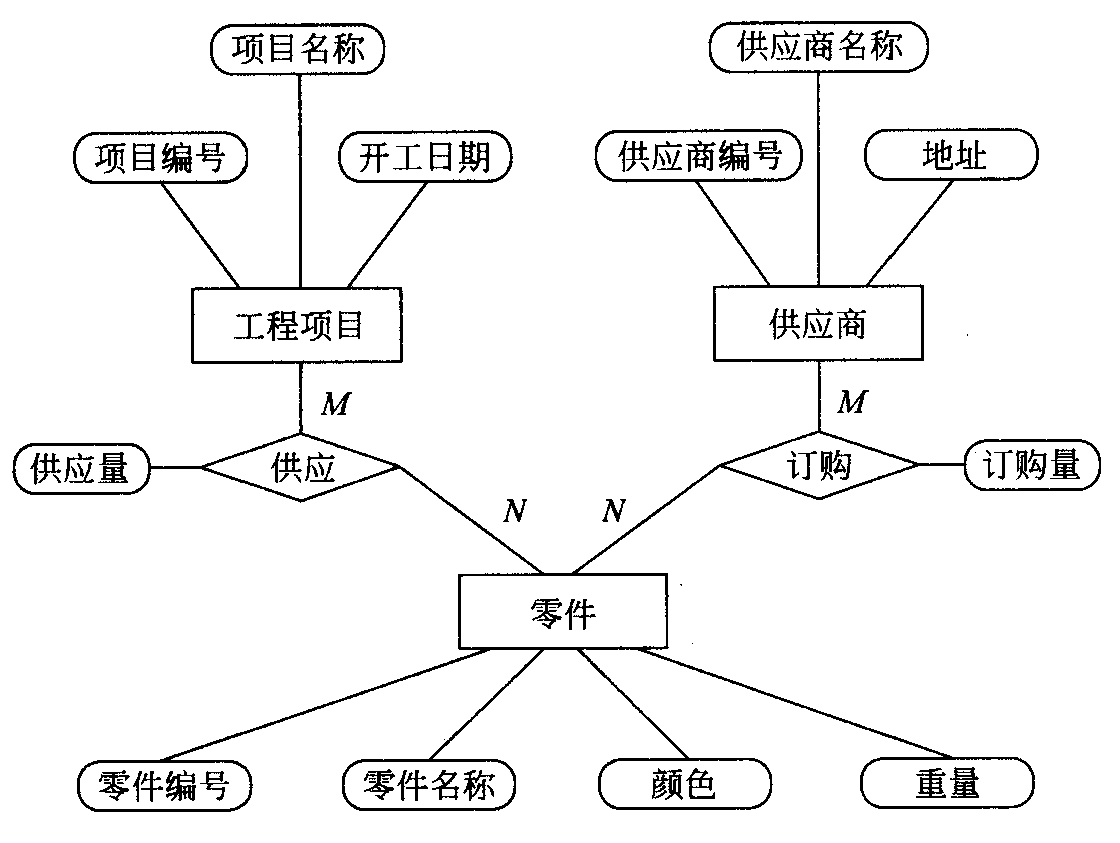 项目名称
供应商名称
项目编号
开工日期
供应商编号
地址
工程项目
供应商
M
M
供应量
供应
订购
订购量
N
N
零件
零件编号
零件名称
颜色
重量